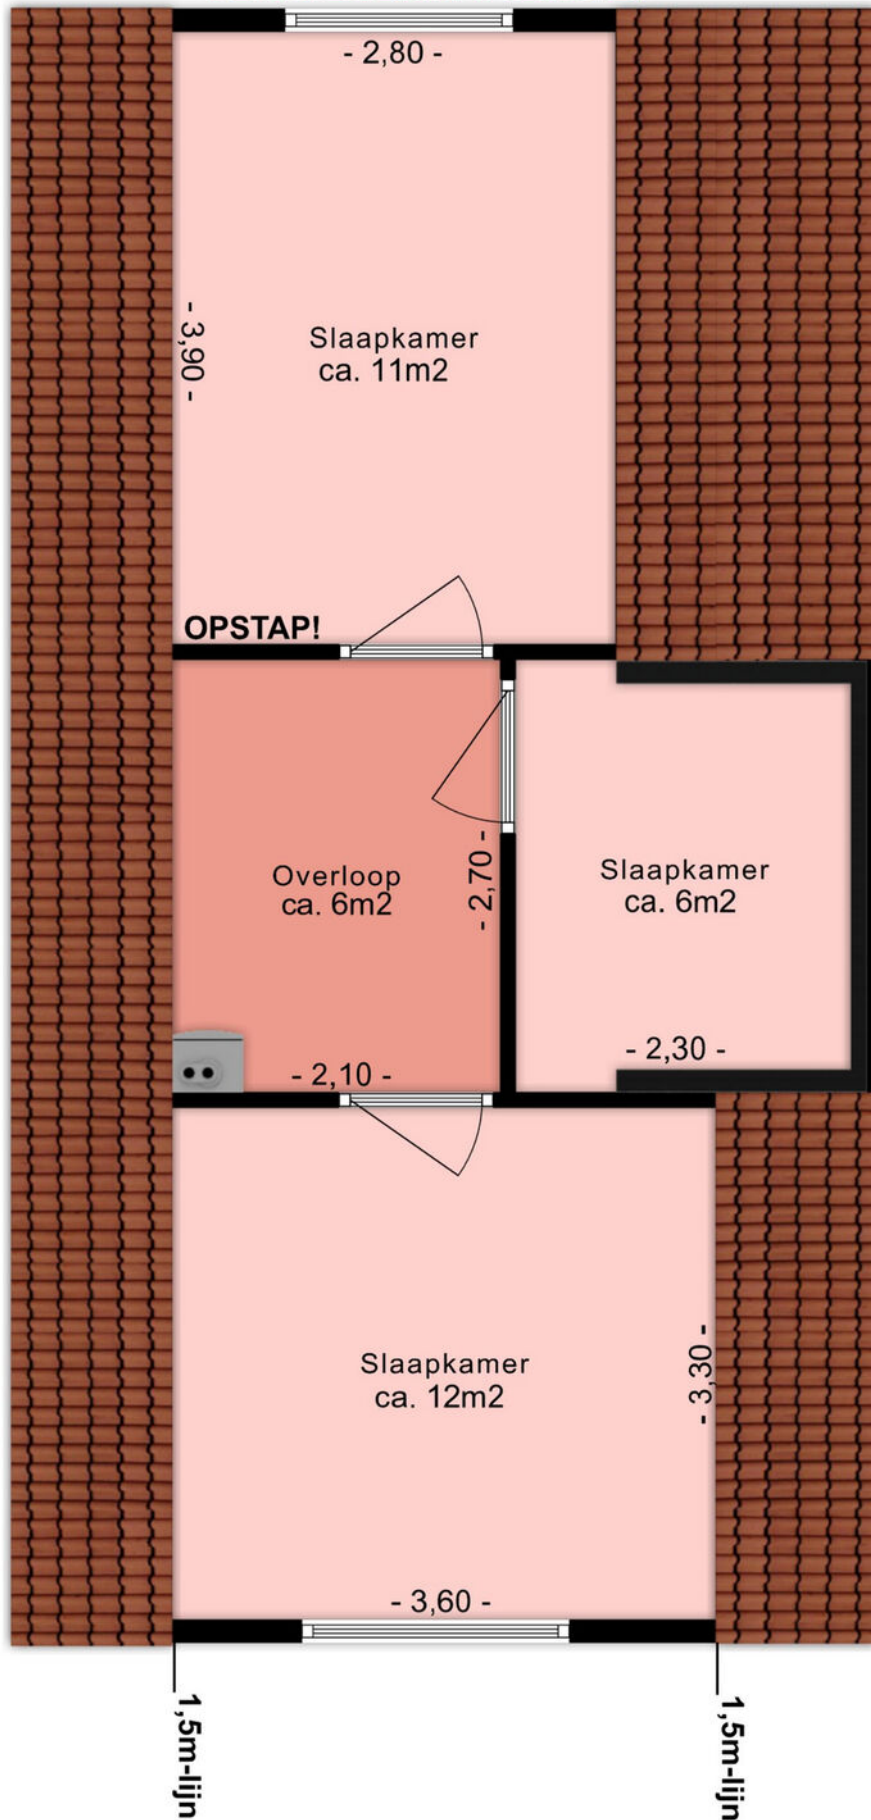 - 2,80 -
- 3,90 -
Slaapkamer
ca. 11m2
OPSTAP!
Overloop
ca. 6m2
- 2,70 -
Slaapkamer
ca. 6m2
- 2,30 -
- 2,10 -
Slaapkamer
ca. 12m2
- 3,30 -
- 3,60 -
1,5m-lijn
1,5m-lijn